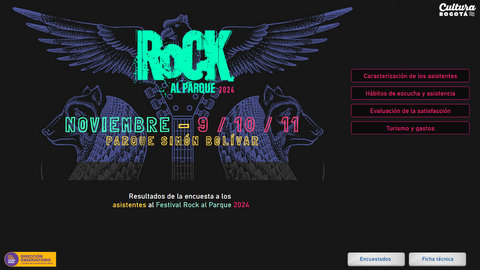 Cultura
BOGOTÁ
ROCK
AL PARQUE 2024
NOVIEMBRE - 9 / 10 / 11
PARQUE SIMÓN BOLÍVAR
Caracterización de los asistentes
Hábitos de escucha y asistencia
Evaluación de la satisfacción
Turismo y gastos
Resultados de la encuesta a los
asistentes al Festival Rock al Parque 2024
DIRECCIÓN
OBSERVATORIO
Encuestados
Ficha técnica